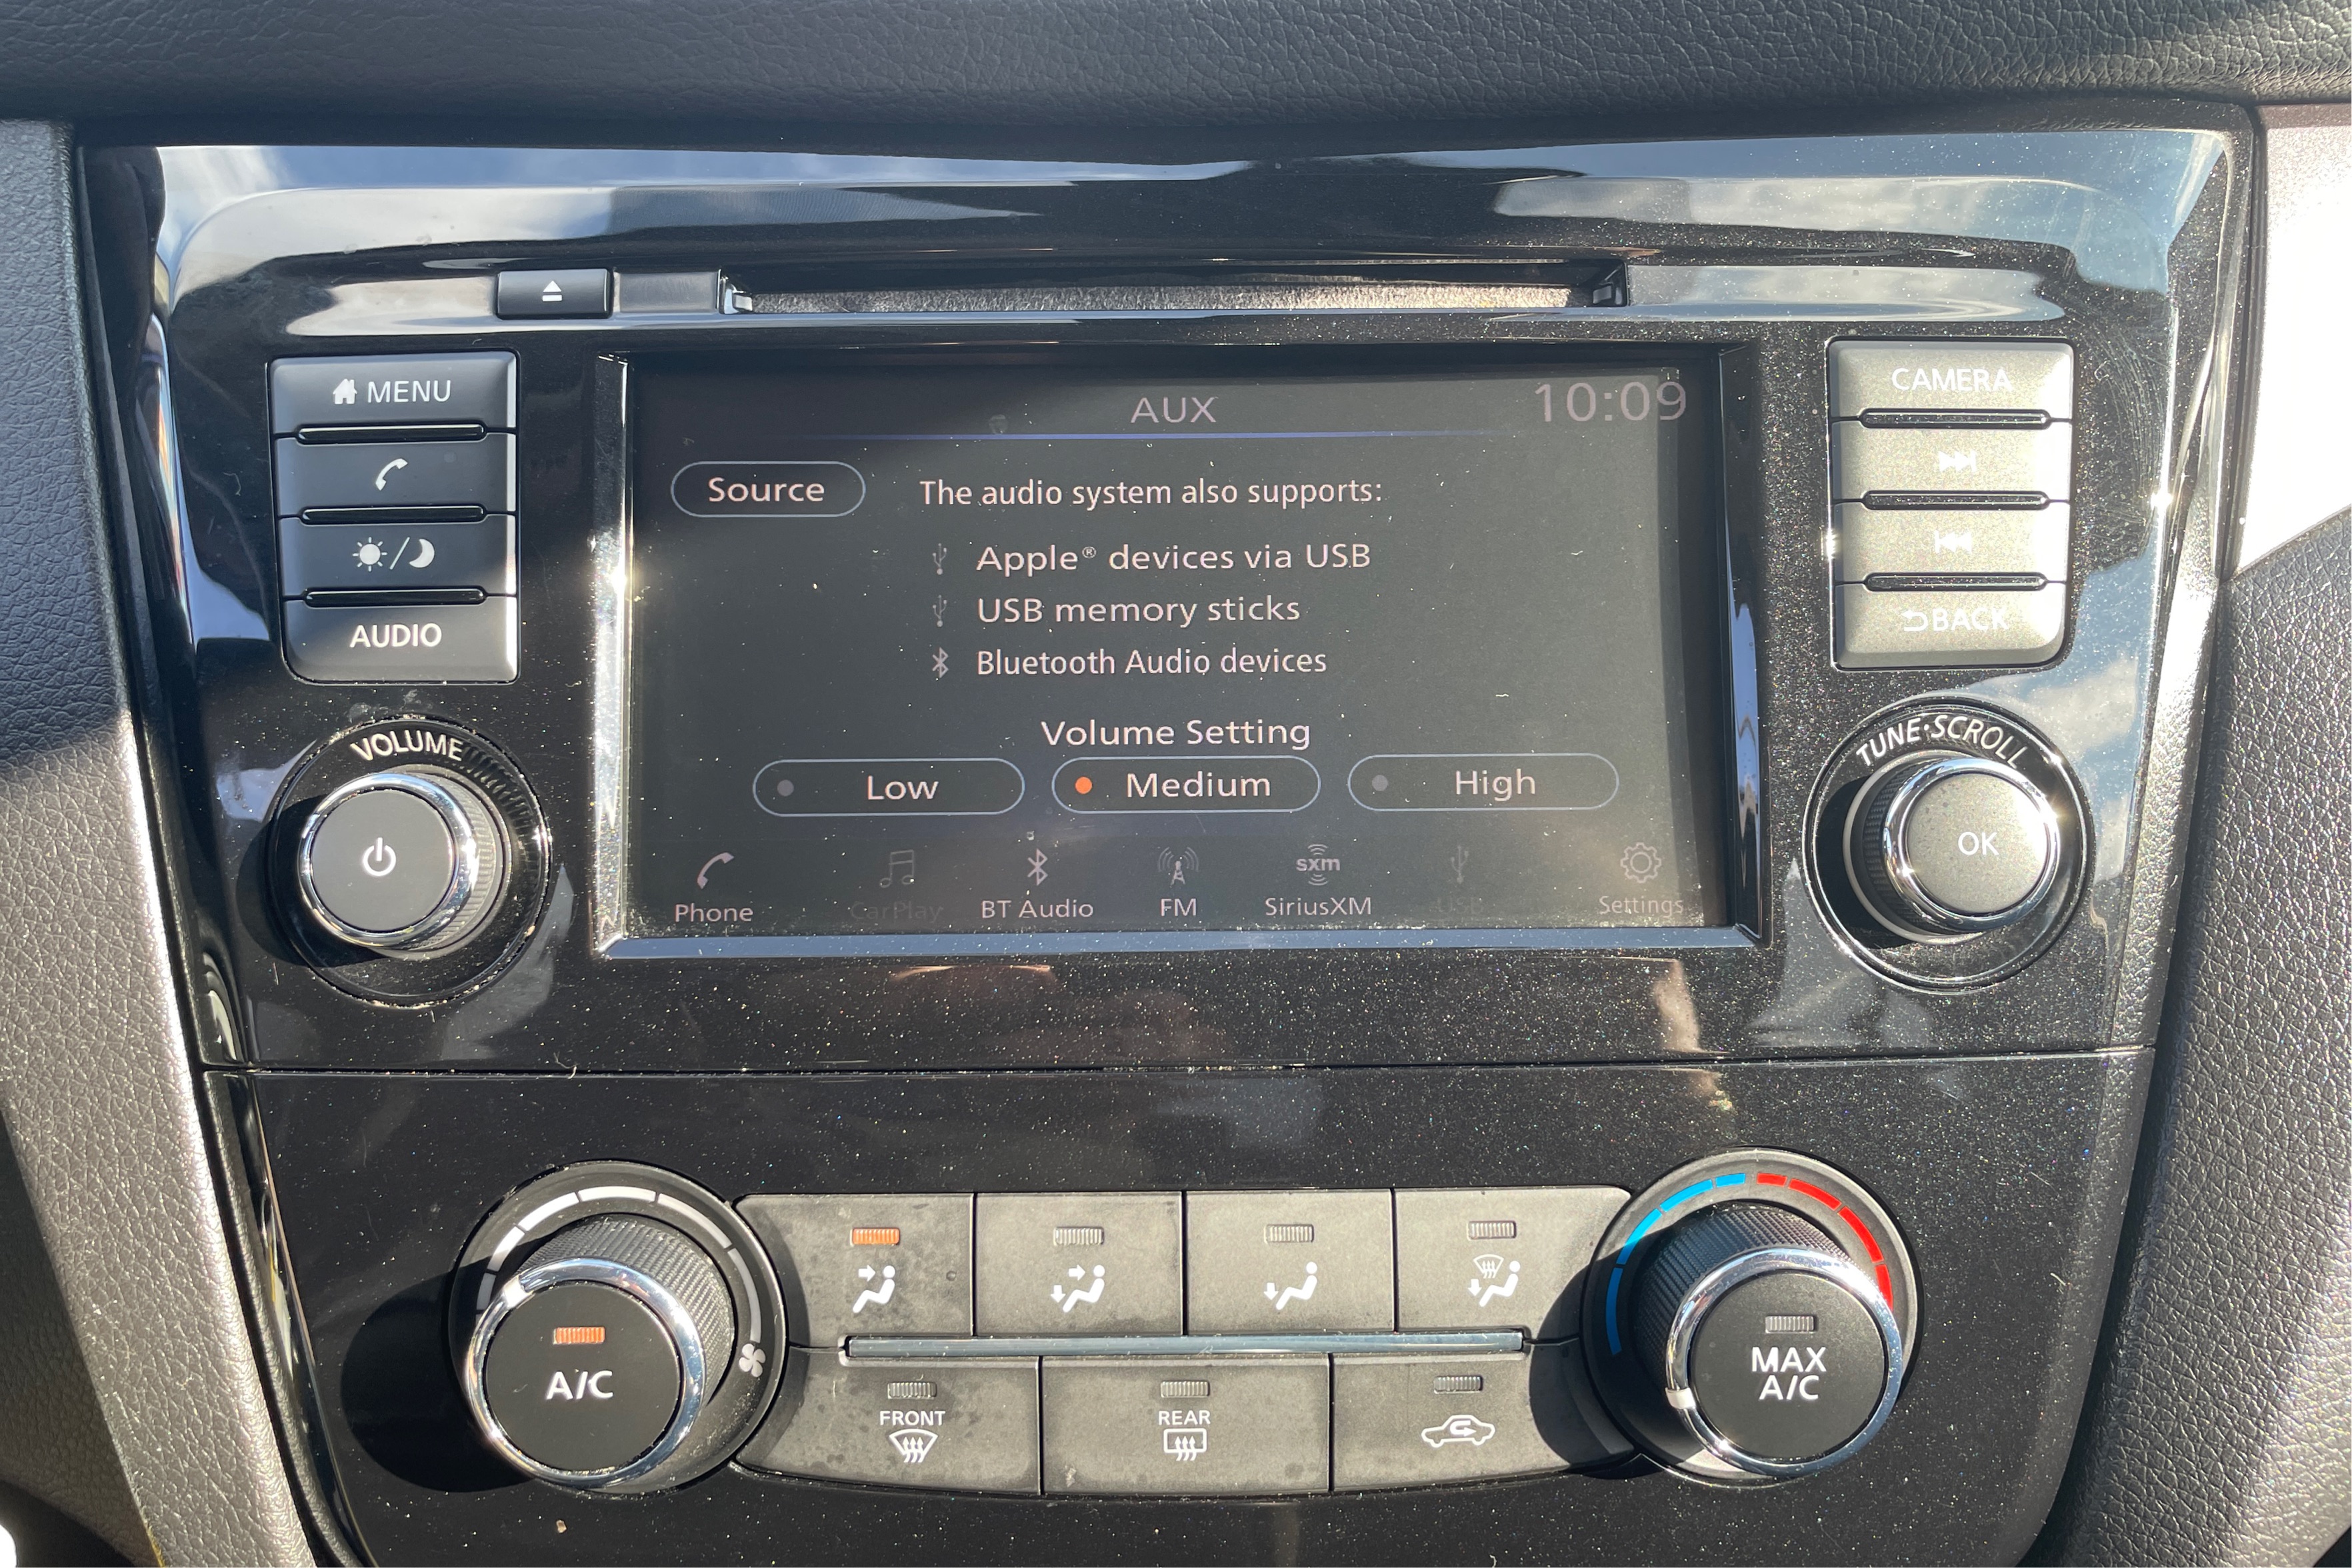 MENU
AUDIO
VOLUME
AUX
10:09
Source
The audio system also supports:
Apple® devices via USB
USB memory sticks
Bluetooth Audio devices
Volume Setting
Low
Medium
High
Phone
CarPlay
BT Audio
FM
sxm
SiriusXM
USB
Settings
CAMERA
BACK
TUNE·SCROLL
OK
A/C
FRONT
REAR
MAX
A/C